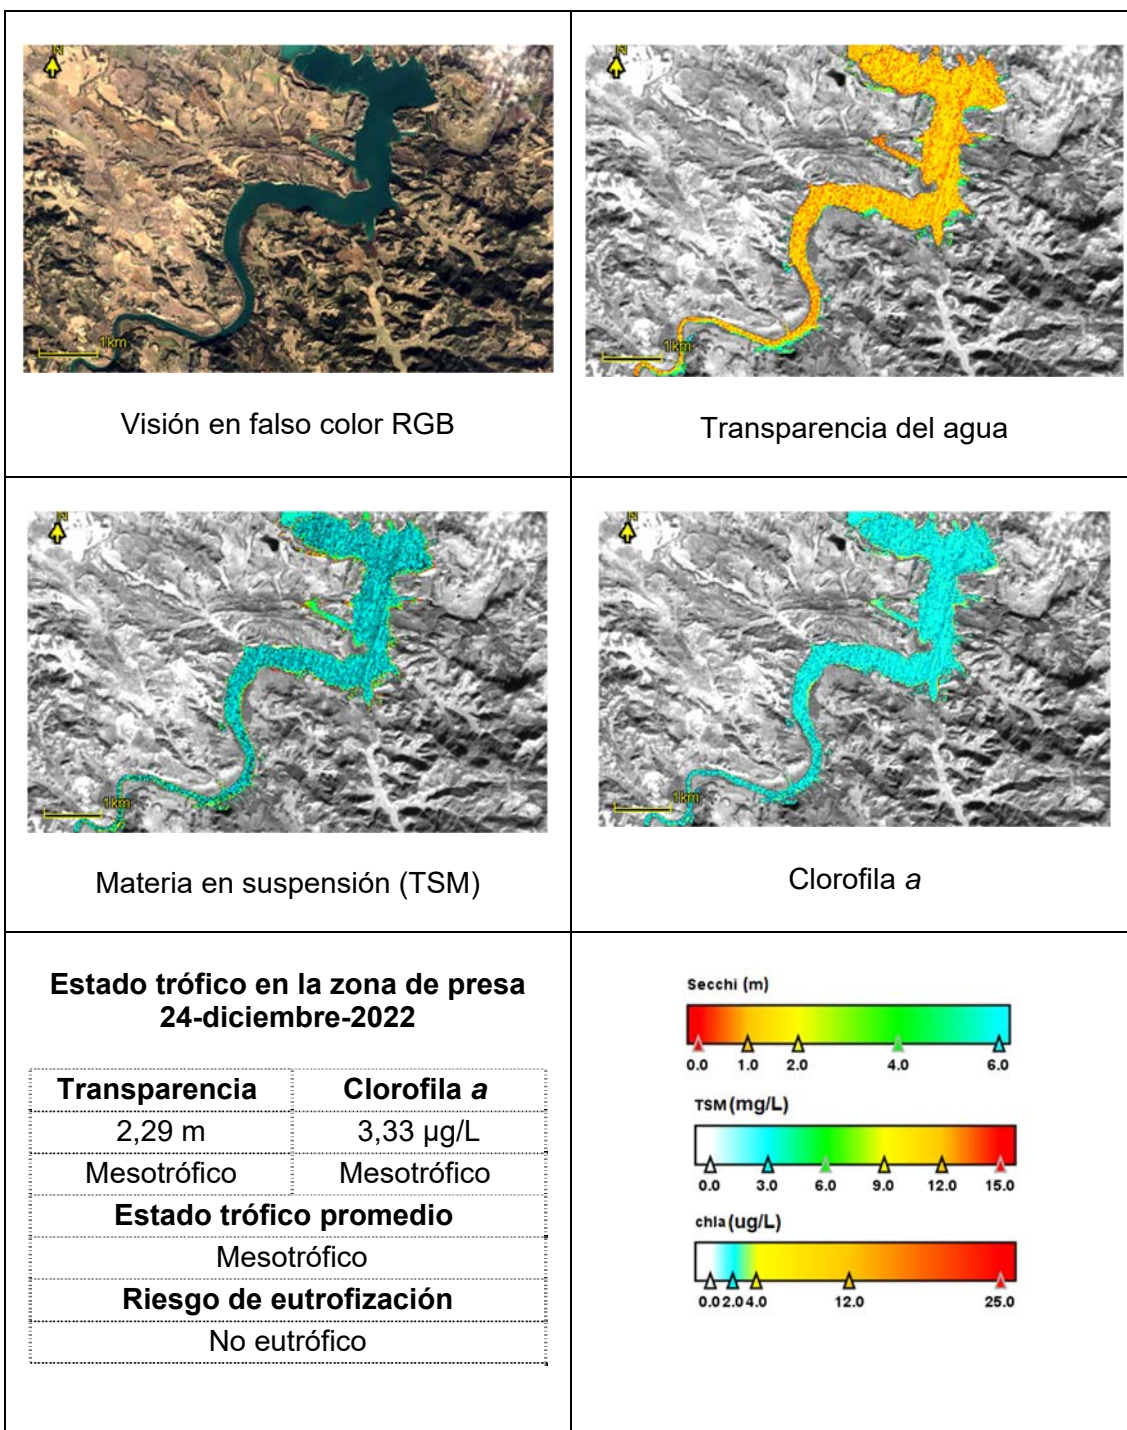 N
1km
Visión en falso color RGB
N
1km
Transparencia del agua
N
1km
Materia en suspensión (TSM)
N
1km
Clorofila a
Estado trófico en la zona de presa
24-diciembre-2022
Transparencia Clorofila a
2,29 m 3,33 µg/L
Mesotrófico Mesotrófico
Estado trófico promedio
Mesotrófico
Riesgo de eutrofización
No eutrófico
Secchi (m)
0.0 1.0 2.0 4.0 6.0
TSM (mg/L)
0.0 3.0 6.0 9.0 12.0 15.0
chla (ug/L)
0.0 2.0 4.0 12.0 25.0